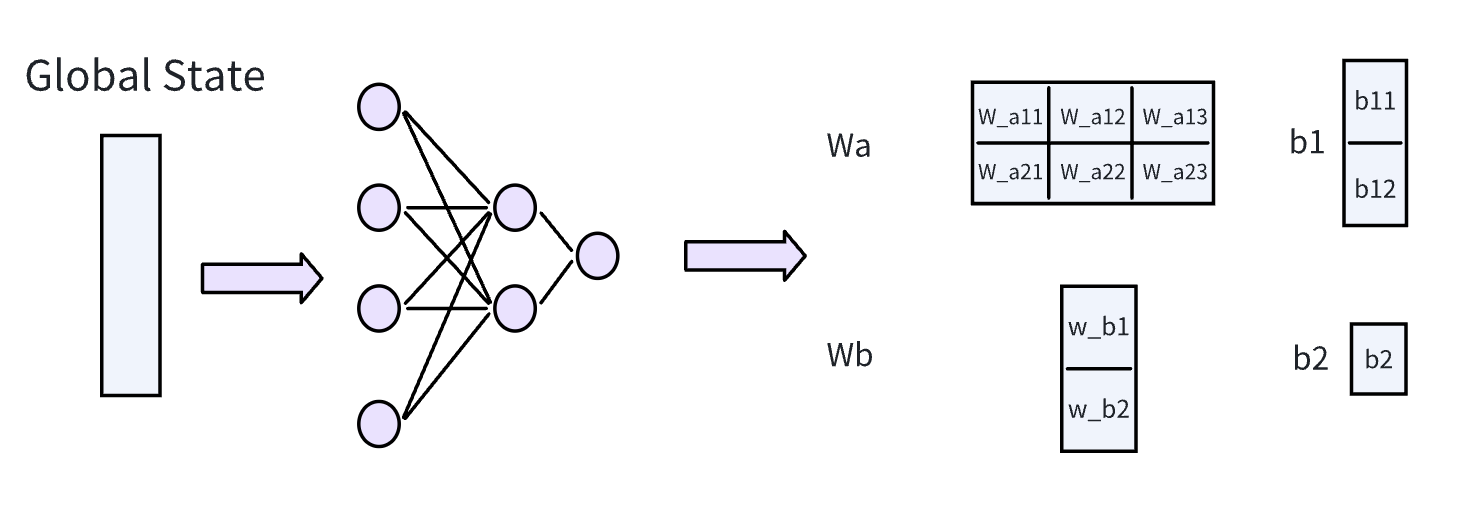 Global State
Wa
W_a11 W_a12 W_a13
W_a21 W_a22 W_a23
b1
b11
b12
Wb
w_b1
w_b2
b2
b2